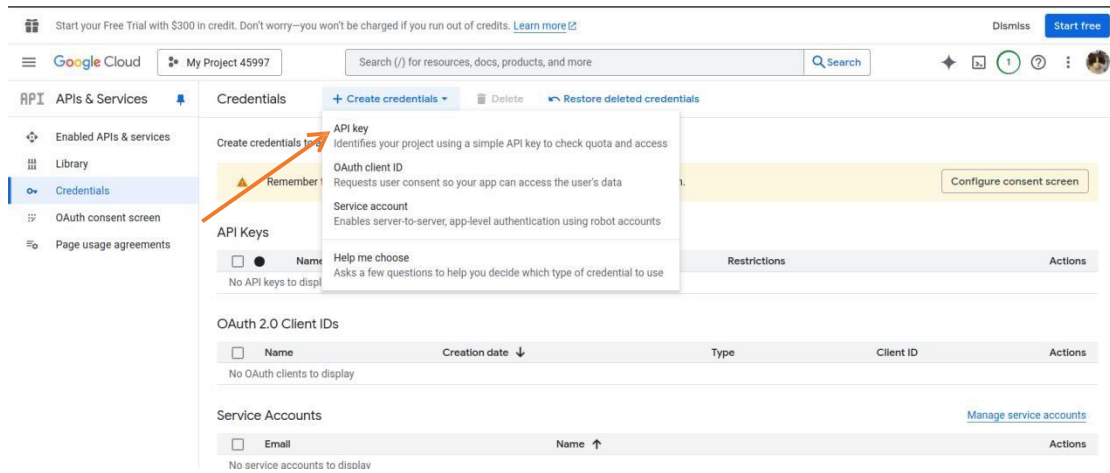 Start your Free Trial with $300 in credit. Don't worry—you won't be charged if you run out of credits. Learn more
Dismiss
Start free
Google Cloud
My Project 45997
Search (/) for resources, docs, products, and more
Search
1
API APIs & Services
Credentials
+ Create credentials
Delete
Restore deleted credentials
Enabled APIs & services
Library
Credentials
OAuth consent screen
Page usage agreements
Create credentials to
API key
Identifies your project using a simple API key to check quota and access
OAuth client ID
Requests user consent so your app can access the user's data
Service account
Enables server-to-server, app-level authentication using robot accounts
Help me choose
Asks a few questions to help you decide which type of credential to use
Remember
n.
Configure consent screen
API Keys
Name
Restrictions
Actions
No API keys to displ
OAuth 2.0 Client IDs
Name
Creation date
Type
Client ID
Actions
No OAuth clients to display
Service Accounts
Manage service accounts
Email
Name
Actions
No service accounts to display